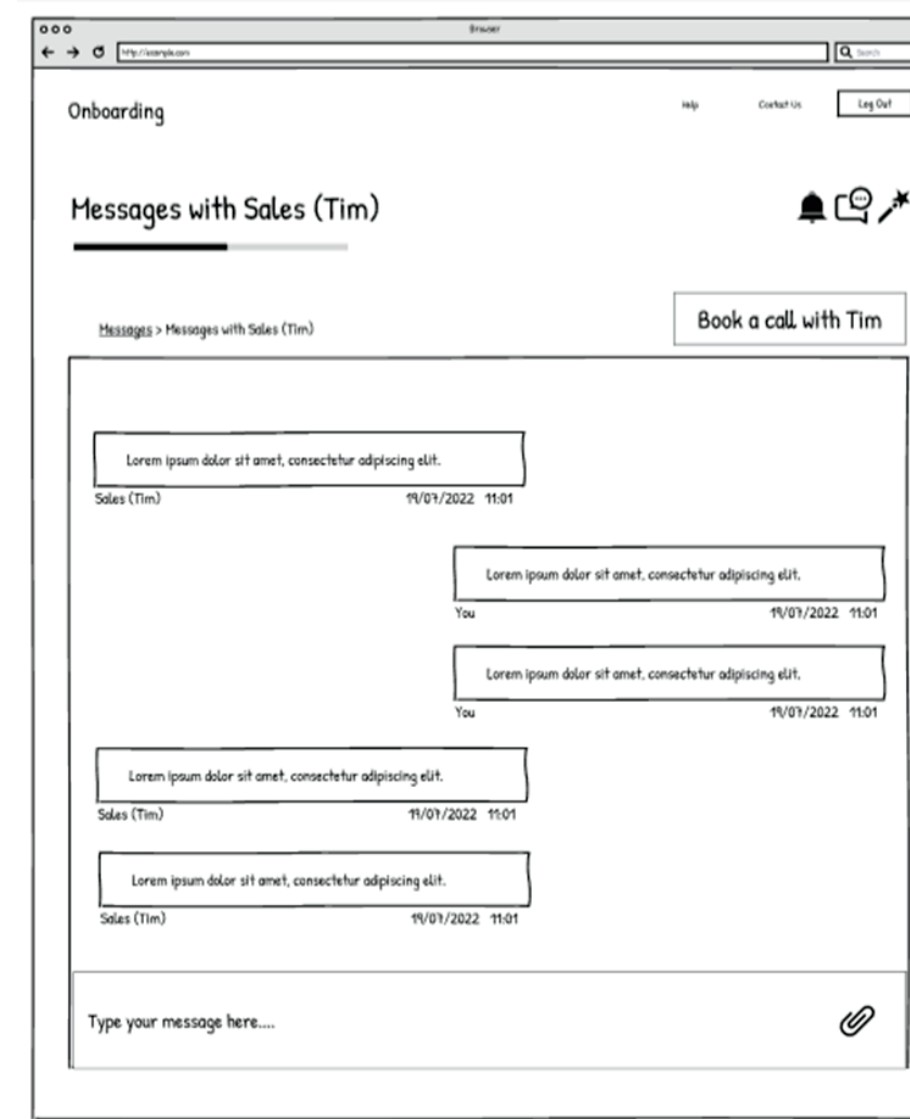 Browser
http://example.com
Search
Onboarding
Help
Contact Us
Log Out
Messages with Sales (Tim)
Book a call with Tim
Messages > Messages with Sales (Tim)
Lorem ipsum dolor sit amet, consectetur adipiscing elit.
Sales (Tim) 19/07/2022 11:01
Lorem ipsum dolor sit amet, consectetur adipiscing elit.
You 19/07/2022 11:01
Lorem ipsum dolor sit amet, consectetur adipiscing elit.
You 19/07/2022 11:01
Lorem ipsum dolor sit amet, consectetur adipiscing elit.
Sales (Tim) 19/07/2022 11:01
Lorem ipsum dolor sit amet, consectetur adipiscing elit.
Sales (Tim) 19/07/2022 11:01
Type your message here....